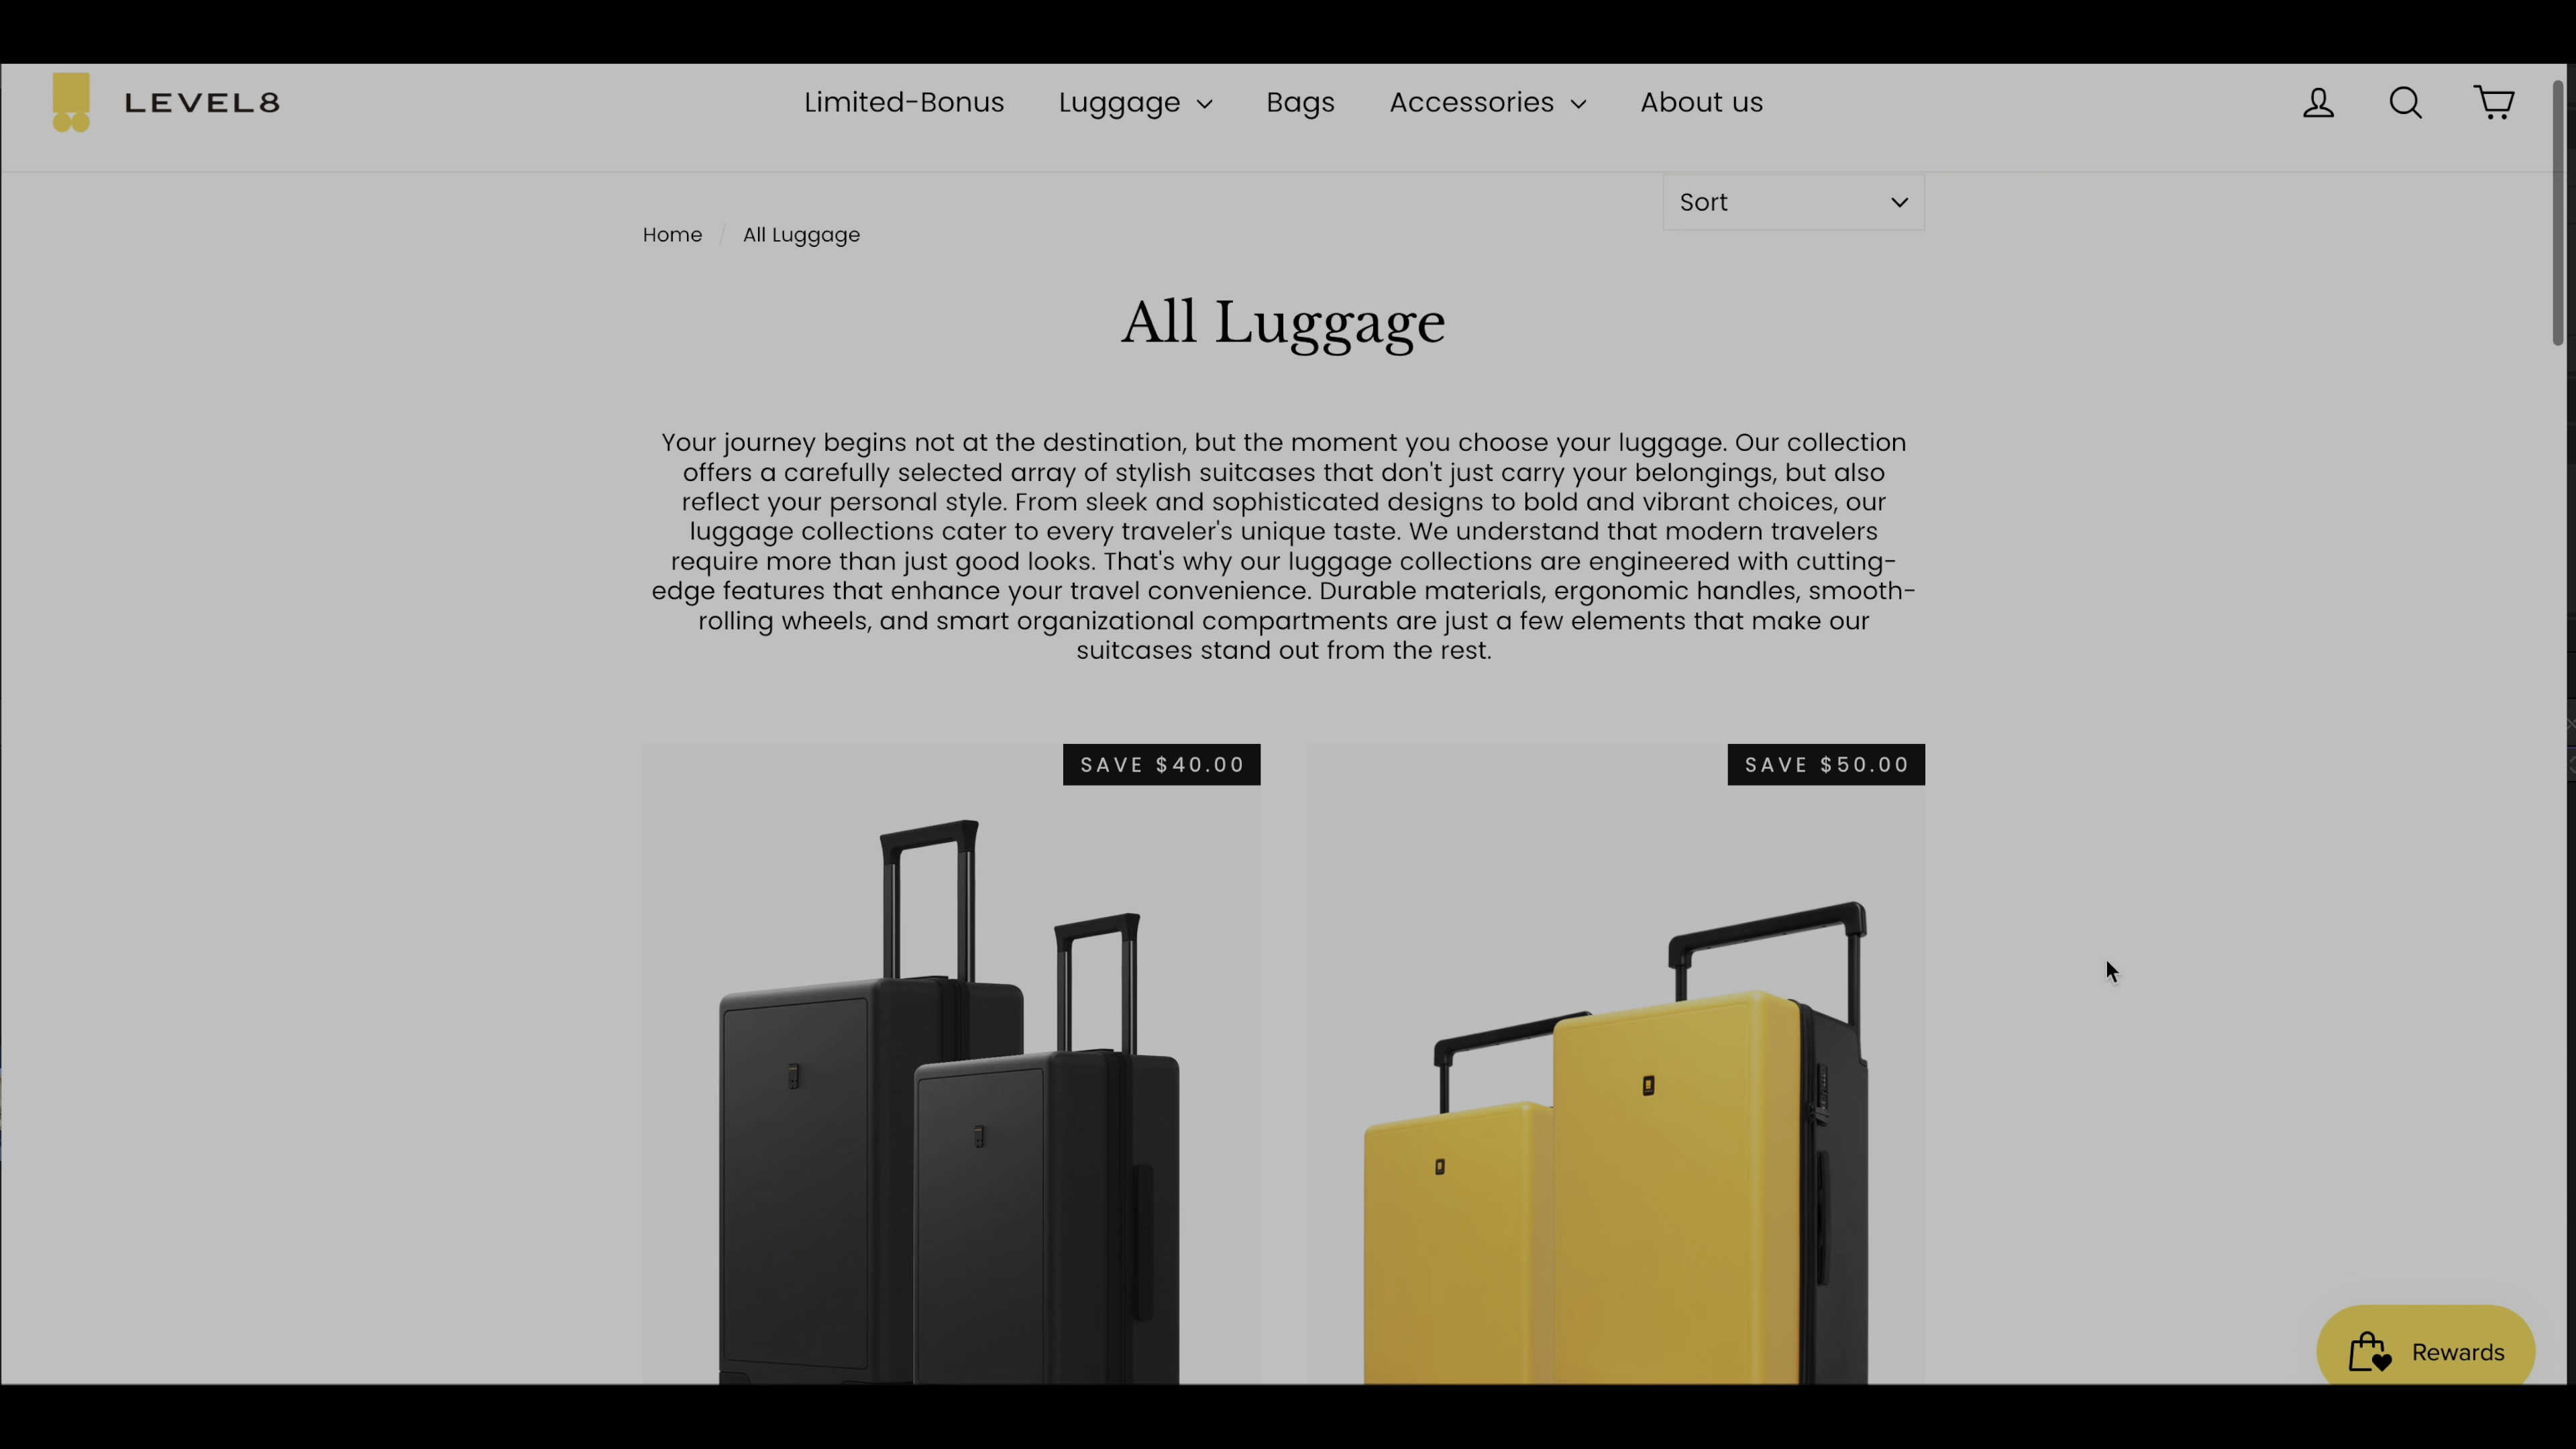 LEVEL8
Limited-Bonus
Luggage
Bags
Accessories
About us
Sort
Home / All Luggage
All Luggage
Your journey begins not at the destination, but the moment you choose your luggage. Our collection
offers a carefully selected array of stylish suitcases that don't just carry your belongings, but also
reflect your personal style. From sleek and sophisticated designs to bold and vibrant choices, our
luggage collections cater to every traveler's unique taste. We understand that modern travelers
require more than just good looks. That's why our luggage collections are engineered with cutting-
edge features that enhance your travel convenience. Durable materials, ergonomic handles, smooth-
rolling wheels, and smart organizational compartments are just a few elements that make our
suitcases stand out from the rest.
SAVE $40.00
SAVE $50.00
Rewards